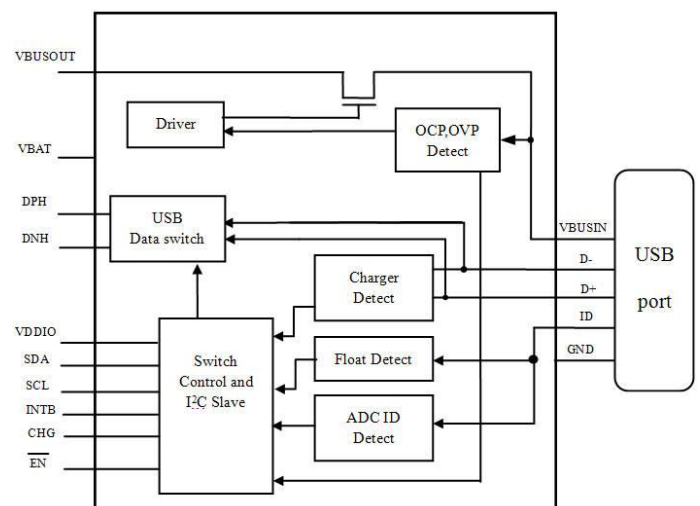 VBUSOUT
Driver
OCP,OVP
Detect
VBAT
DPH
DNH
USB
Data switch
VBUSIN
D-
D+
ID
GND
USB
port
Charger
Detect
VDDIO
SDA
SCL
INTB
CHG
EN
Switch
Control and
I²C Slave
Float Detect
ADC ID
Detect